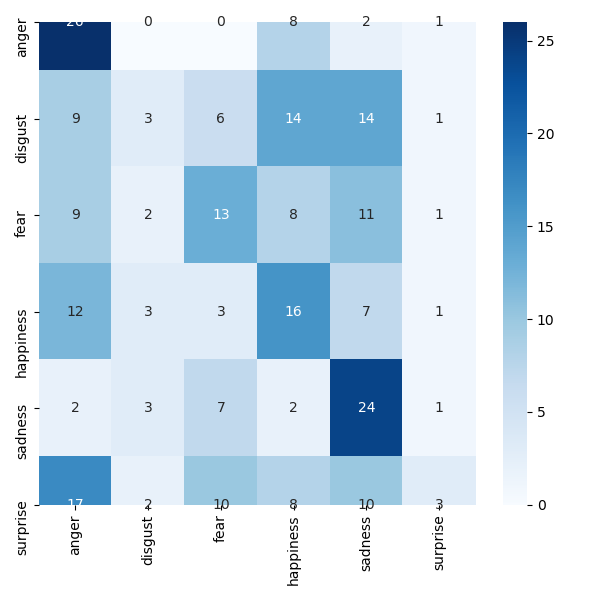 anger 26 0 0 8 2 1
disgust 9 3 6 14 14 1
fear 9 2 13 8 11 1
happiness 12 3 3 16 7 1
sadness 2 3 7 2 24 1
surprise 17 2 10 8 10 3
anger disgust fear happiness sadness surprise
25
20
15
10
5
0